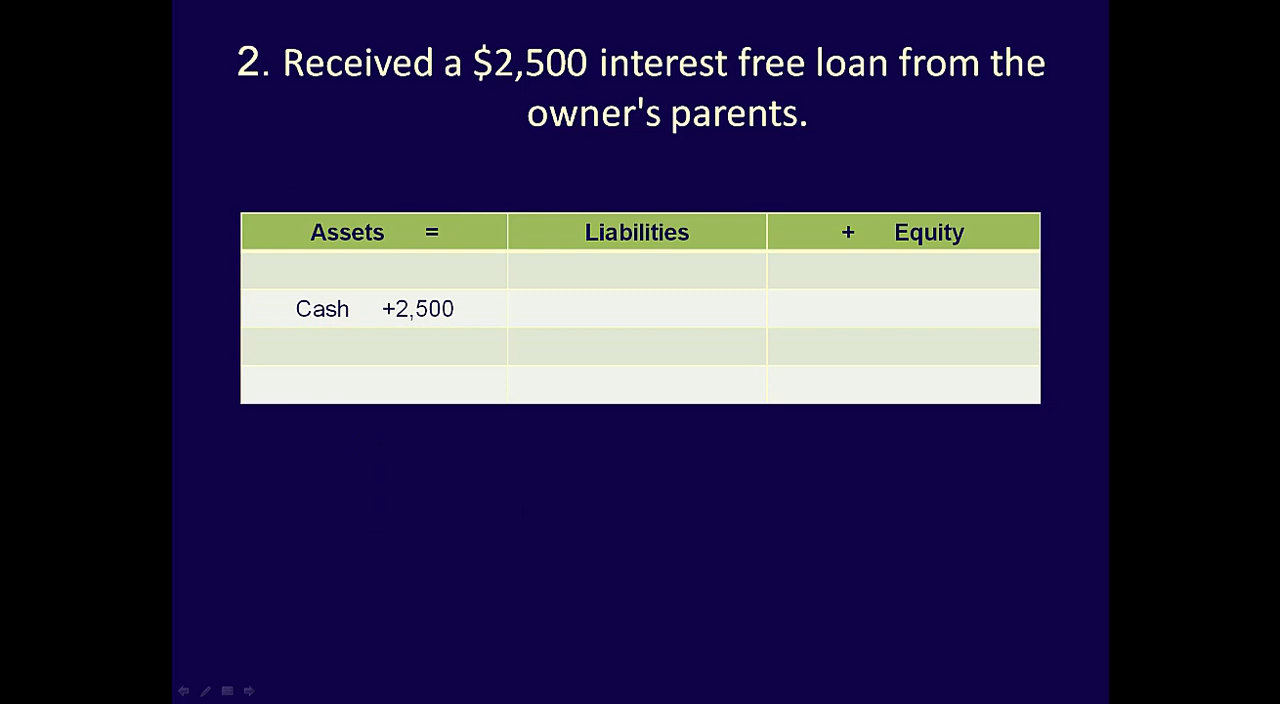 2. Received a $2,500 interest free loan from the
owner's parents.
Assets = Liabilities + Equity
Cash +2,500